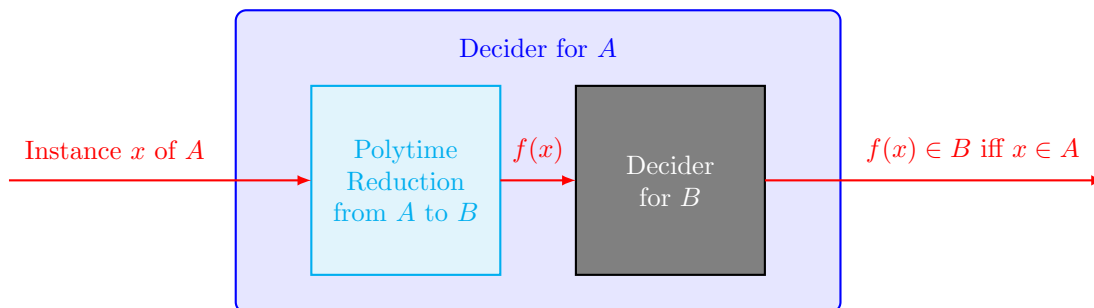 Decider for A
Instance x of A
Polytime
Reduction
from A to B
f(x)
Decider
for B
f(x) ∈ B iff x ∈ A